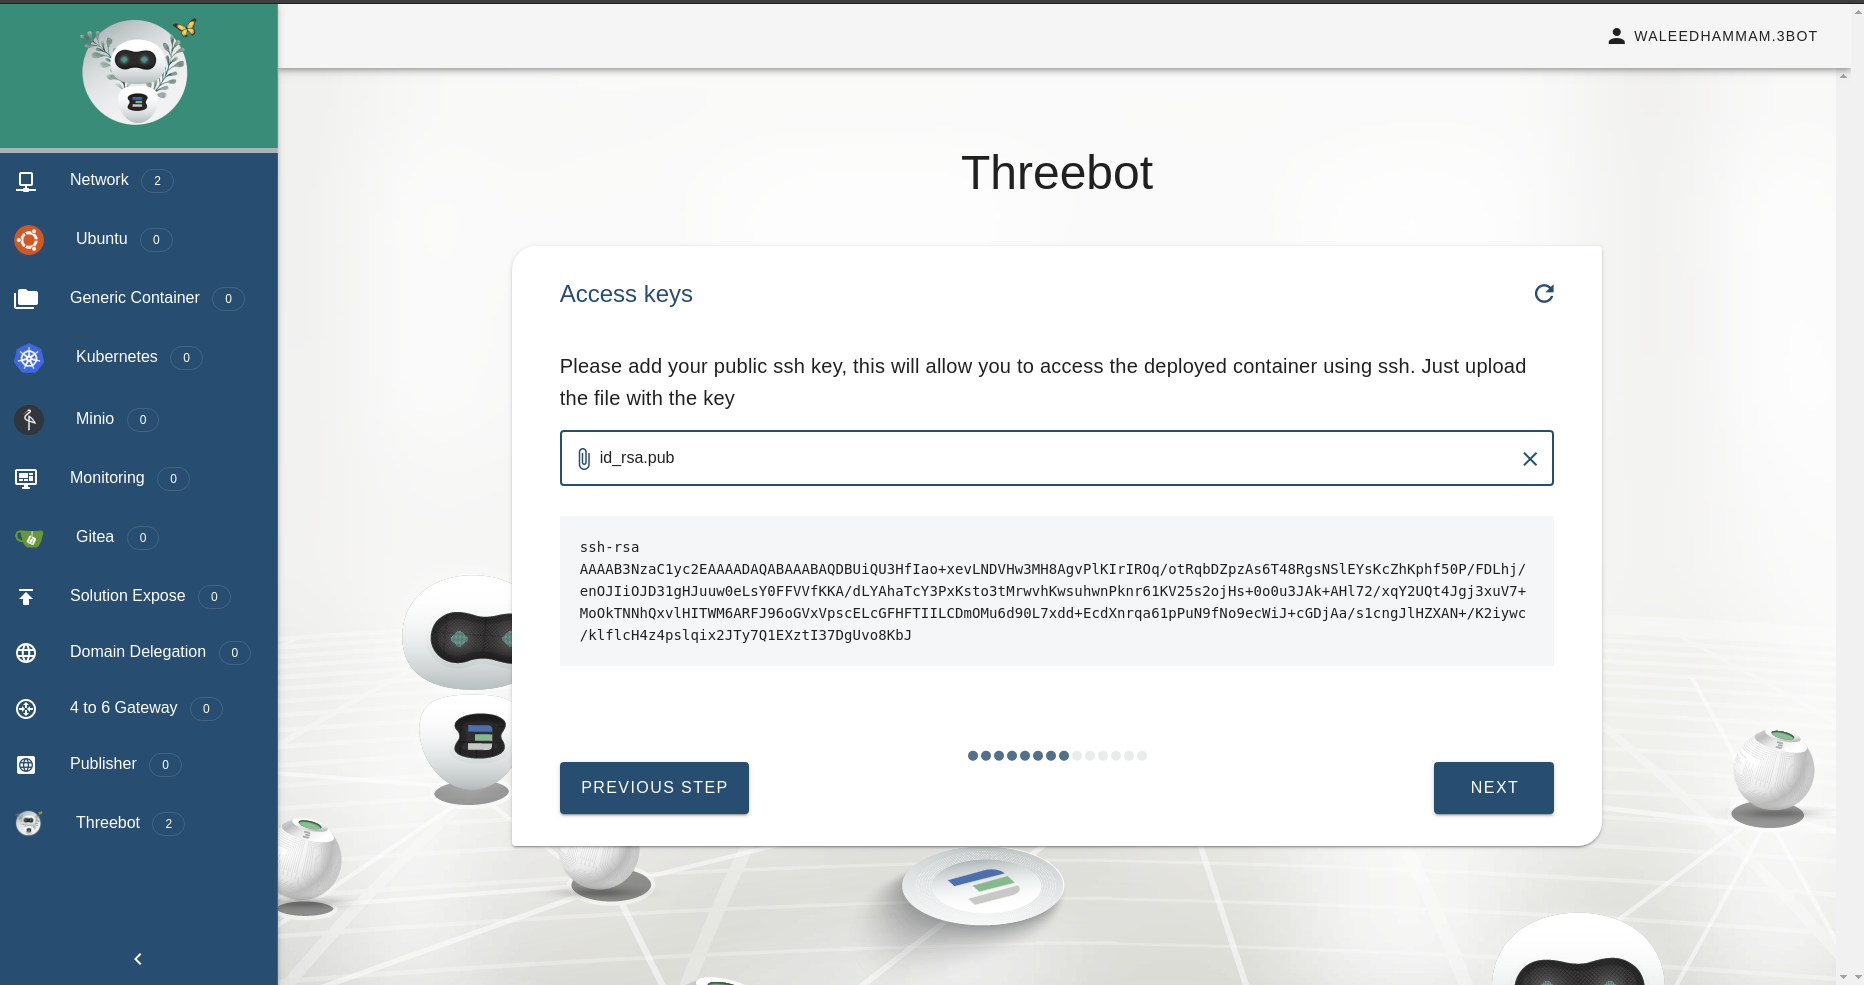 WALEEDHAMMAM.3BOT
Network 2
Ubuntu 0
Generic Container 0
Kubernetes 0
Minio 0
Monitoring 0
Gitea 0
Solution Expose 0
Domain Delegation 0
4 to 6 Gateway 0
Publisher 0
Threebot 2
Threebot
Access keys
Please add your public ssh key, this will allow you to access the deployed container using ssh. Just upload
the file with the key
id_rsa.pub
ssh-rsa
AAAAB3NzaC1yc2EAAAADAQABAAABAQDBUiQU3HfIao+xevLNDVHw3MH8AgvPlKIrIROq/otRqbDZpzAs6T48RgsNSlEYsKcZhKphf50P/FDLhj/
enOJIiOJD31gHJuuw0eLsY0FFVVfKKA/dLYAhaTcY3PxKsto3tMrwvhKwsuhwnPknr61KV25s2ojHs+0o0u3JAk+AHl72/xqY2UQt4Jgj3xuV7+
MoOkTNNhQxvlHITWM6ARFJ96oGVxVpscELcGFHFTIILCDmOMu6d90L7xdd+EcdXnrqa61pPuN9fNo9ecWiJ+cGDjAa/s1cngJlHZXAN+/K2iywc
/klflcH4z4pslqix2JTy7Q1EXztI37DgUvo8KbJ
PREVIOUS STEP
NEXT